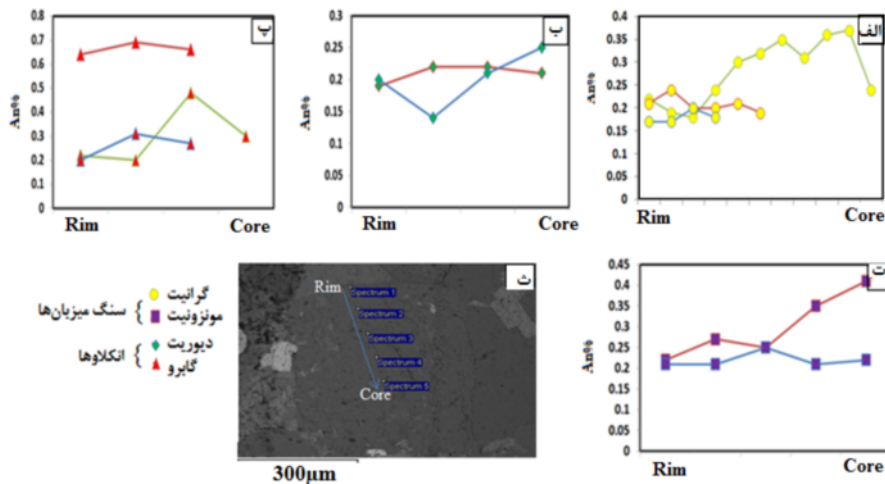 پ
0.8
0.7
0.6
0.5
0.4
0.3
0.2
0.1
0
An%
Rim
Core
ب
0.3
0.25
0.2
0.15
0.1
0.05
0
An%
Rim
Core
الف
0.4
0.35
0.3
0.25
0.2
0.15
0.1
0.05
0
An%
Rim
Core
سنگ میزبان‌ها
گرانیت
مونزونیت
انکلاوها
دیوریت
گابرو
ث
Rim
Spectrum 1
Spectrum 2
Spectrum 3
Spectrum 4
Spectrum 5
Core
300µm
ت
0.45
0.4
0.35
0.3
0.25
0.2
0.15
0.1
0.05
0
An%
Rim
Core